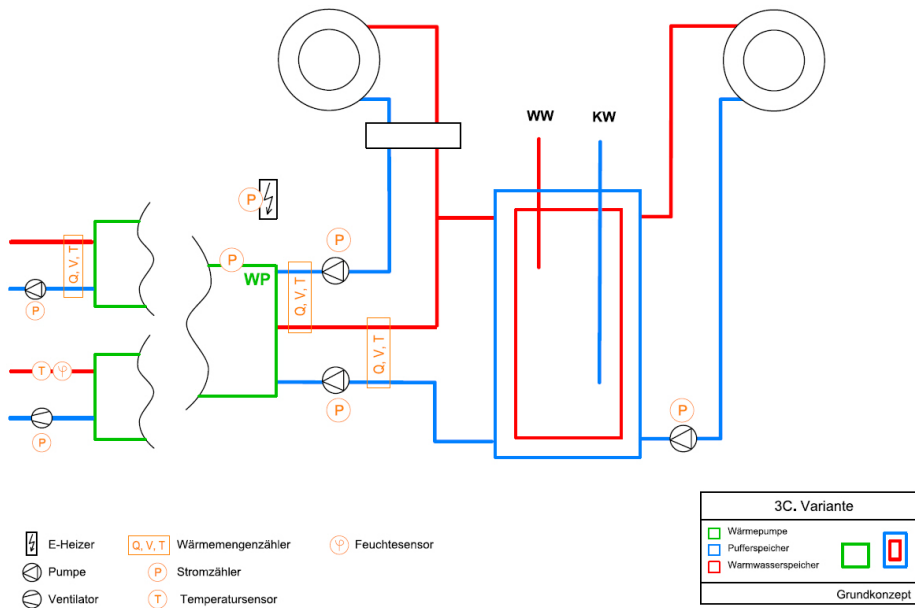 WW
KW
P
P
P
Q, V, T
WP
Q, V, T
P
Q, V, T
T
φ
P
P
P
E-Heizer
Q, V, T
Wärmemengenzähler
φ
Feuchtesensor
Pumpe
P
Stromzähler
Ventilator
T
Temperatursensor
3C. Variante
Wärmepumpe
Pufferspeicher
Warmwasserspeicher
Grundkonzept